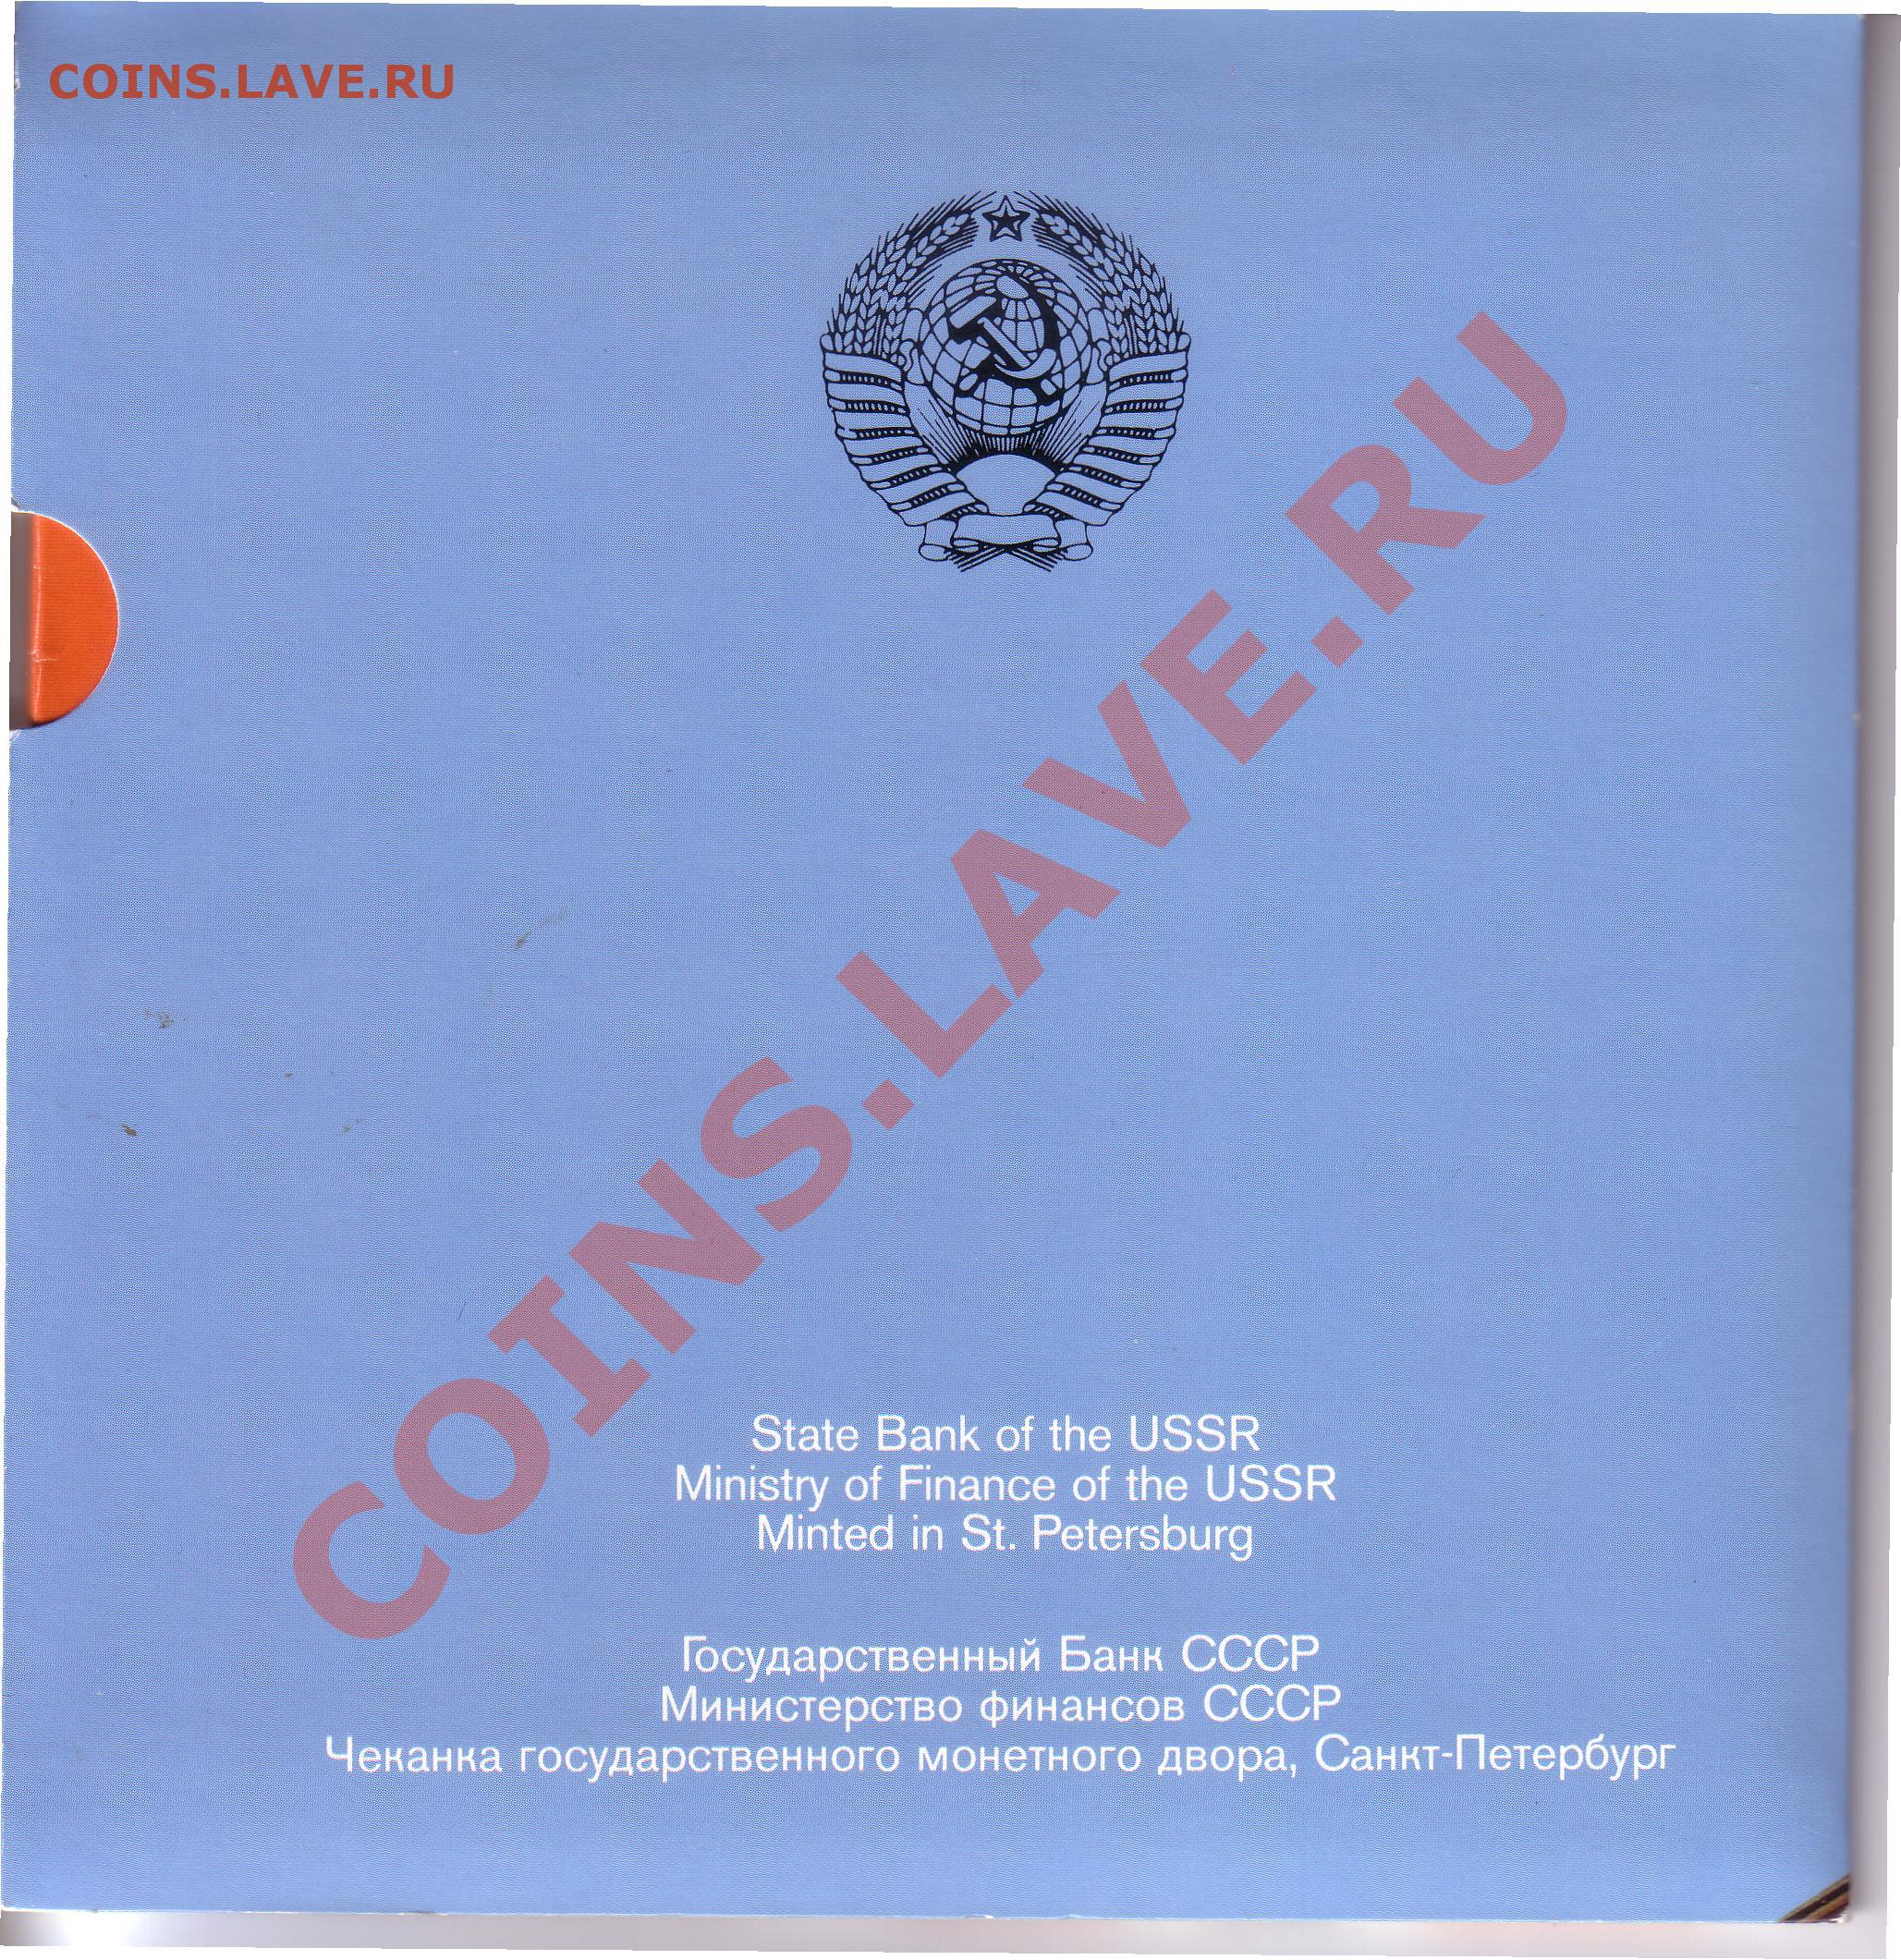 COINS.LAVE.RU
COINS.LAVE.RU
State Bank of the USSR
Ministry of Finance of the USSR
Minted in St. Petersburg
Государственный Банк СССР
Министерство финансов СССР
Чеканка государственного монетного двора, Санкт-Петербург